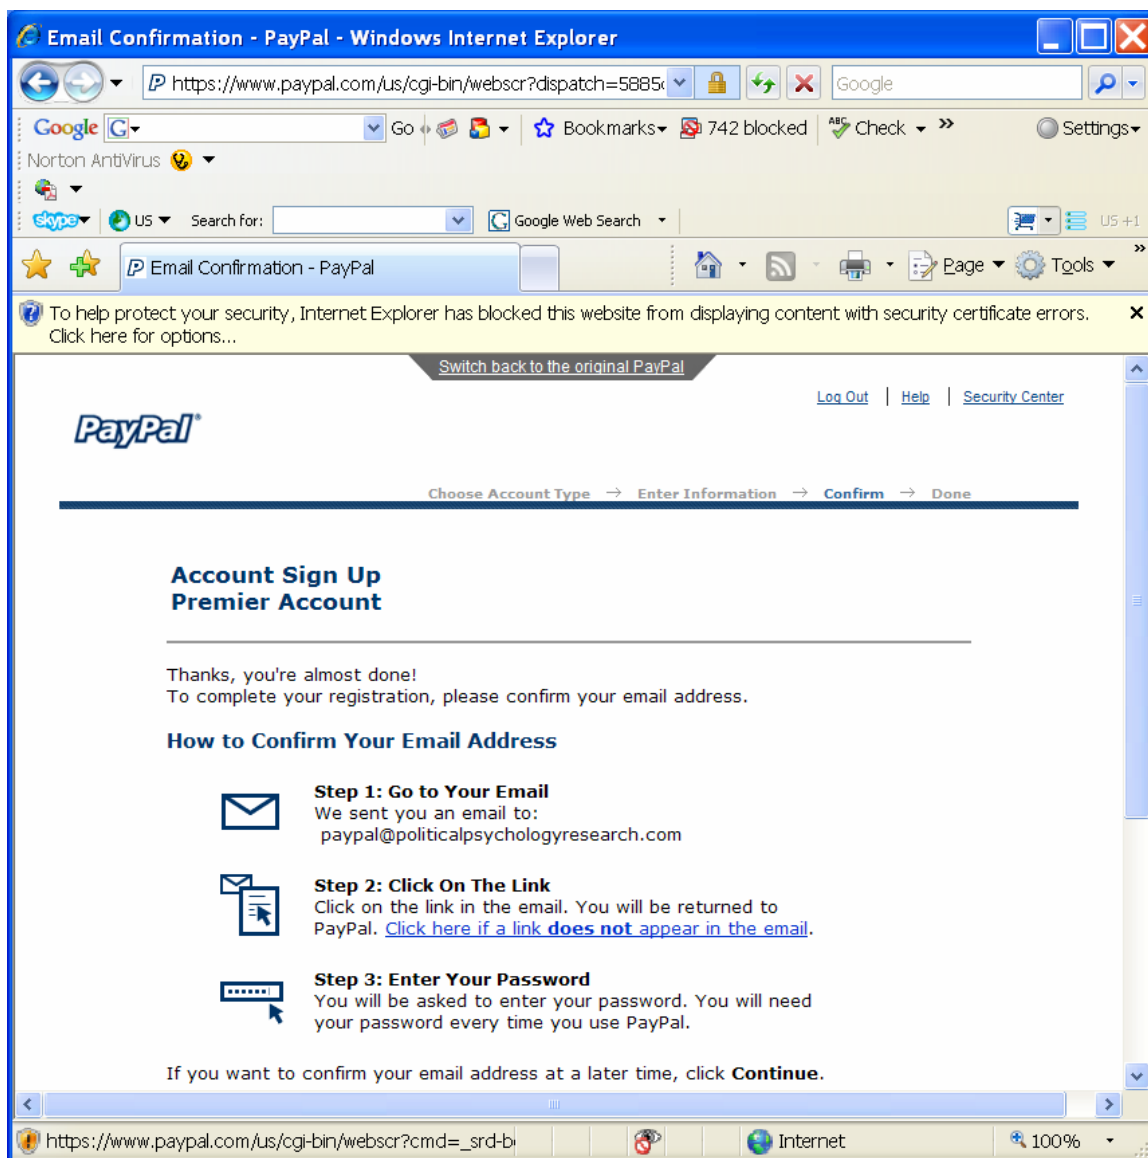 Email Confirmation - PayPal - Windows Internet Explorer
https://www.paypal.com/us/cgi-bin/webscr?dispatch=5885 Google
Google G Go Bookmarks 742 blocked ABC Check » Settings
Norton AntiVirus
skype US Search for: G Google Web Search US +1
Email Confirmation - PayPal Page Tools »
To help protect your security, Internet Explorer has blocked this website from displaying content with security certificate errors.
Click here for options...
Switch back to the original PayPal
Log Out | Help | Security Center
PayPal®
Choose Account Type → Enter Information → Confirm → Done
Account Sign Up
Premier Account
Thanks, you're almost done!
To complete your registration, please confirm your email address.
How to Confirm Your Email Address
Step 1: Go to Your Email
We sent you an email to:
paypal@politicalpsychologyresearch.com
Step 2: Click On The Link
Click on the link in the email. You will be returned to
PayPal. Click here if a link does not appear in the email.
Step 3: Enter Your Password
You will be asked to enter your password. You will need
your password every time you use PayPal.
If you want to confirm your email address at a later time, click Continue.
https://www.paypal.com/us/cgi-bin/webscr?cmd=_srd-b Internet 100%